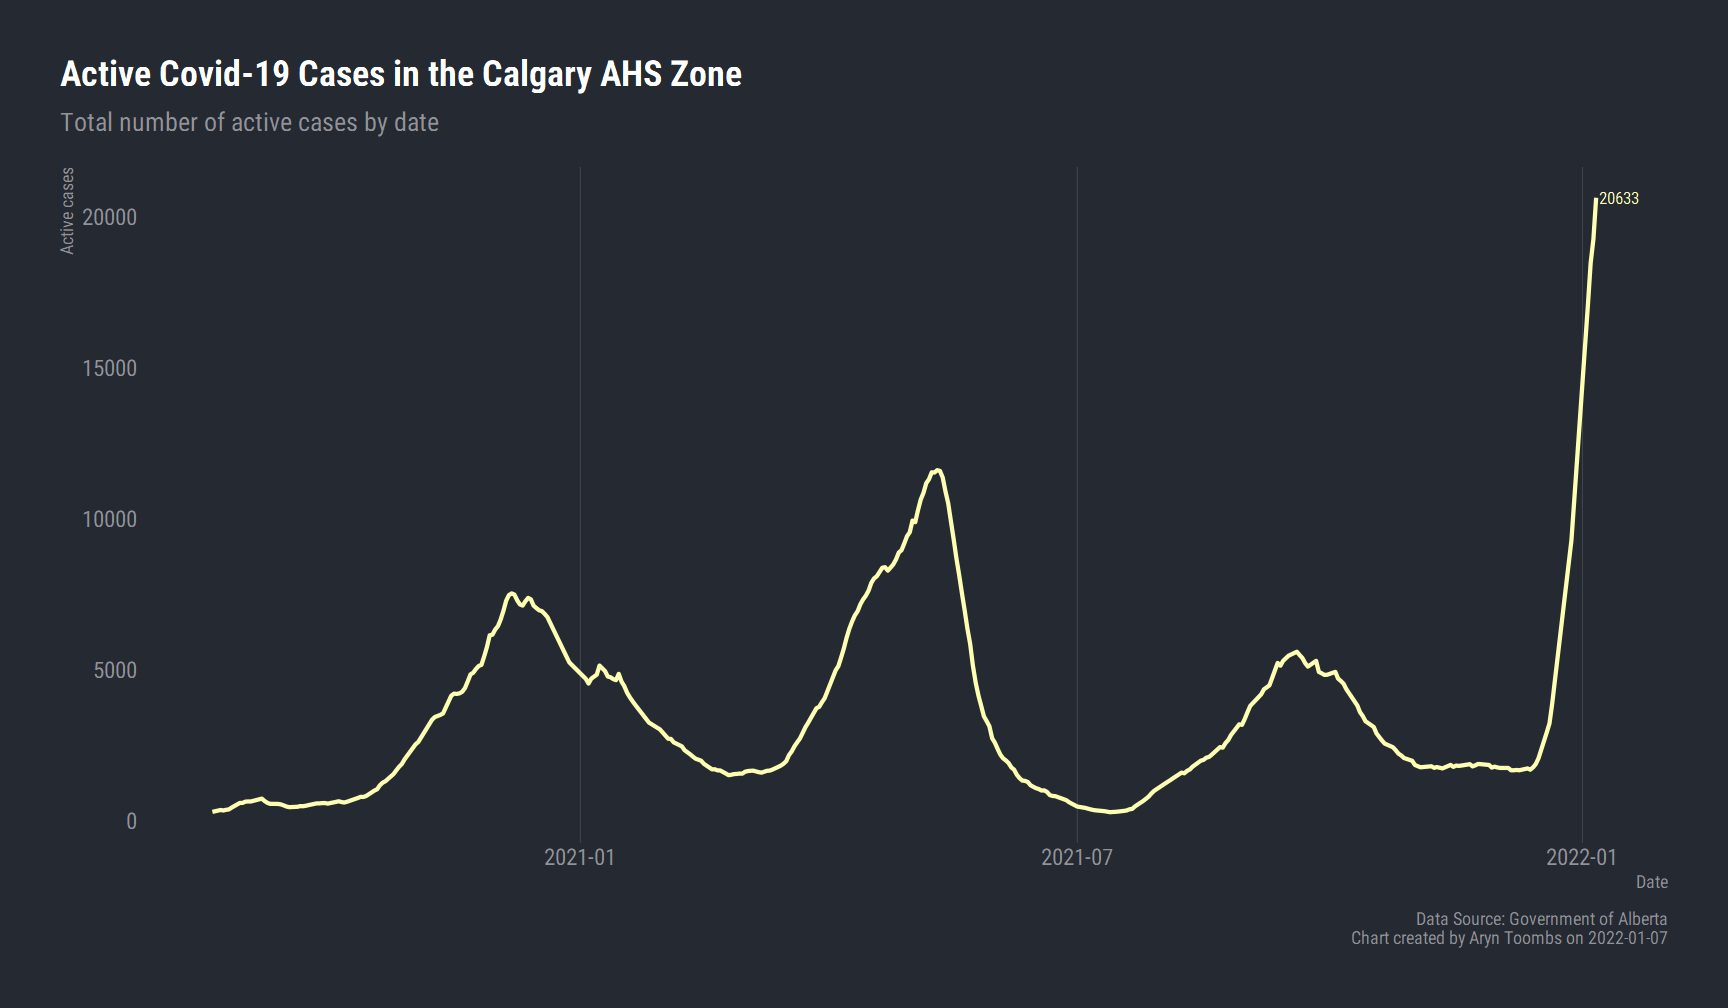 Active Covid-19 Cases in the Calgary AHS Zone
Total number of active cases by date
Active cases
20000
15000
10000
5000
0
20633
2021-01
2021-07
2022-01
Date
Data Source: Government of Alberta
Chart created by Aryn Toombs on 2022-01-07